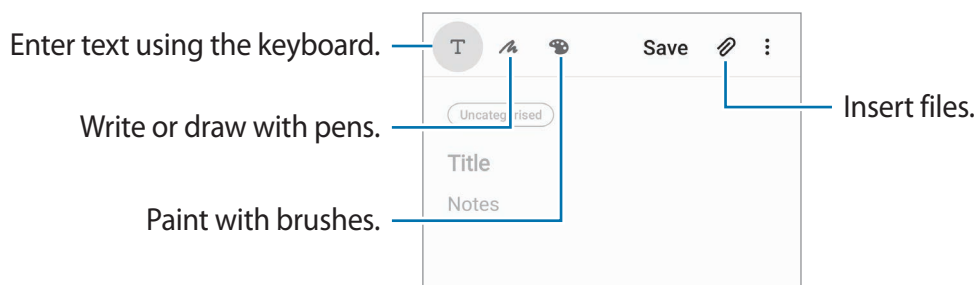 Enter text using the keyboard.
T
Save
Uncategorised
Insert files.
Write or draw with pens.
Title
Notes
Paint with brushes.